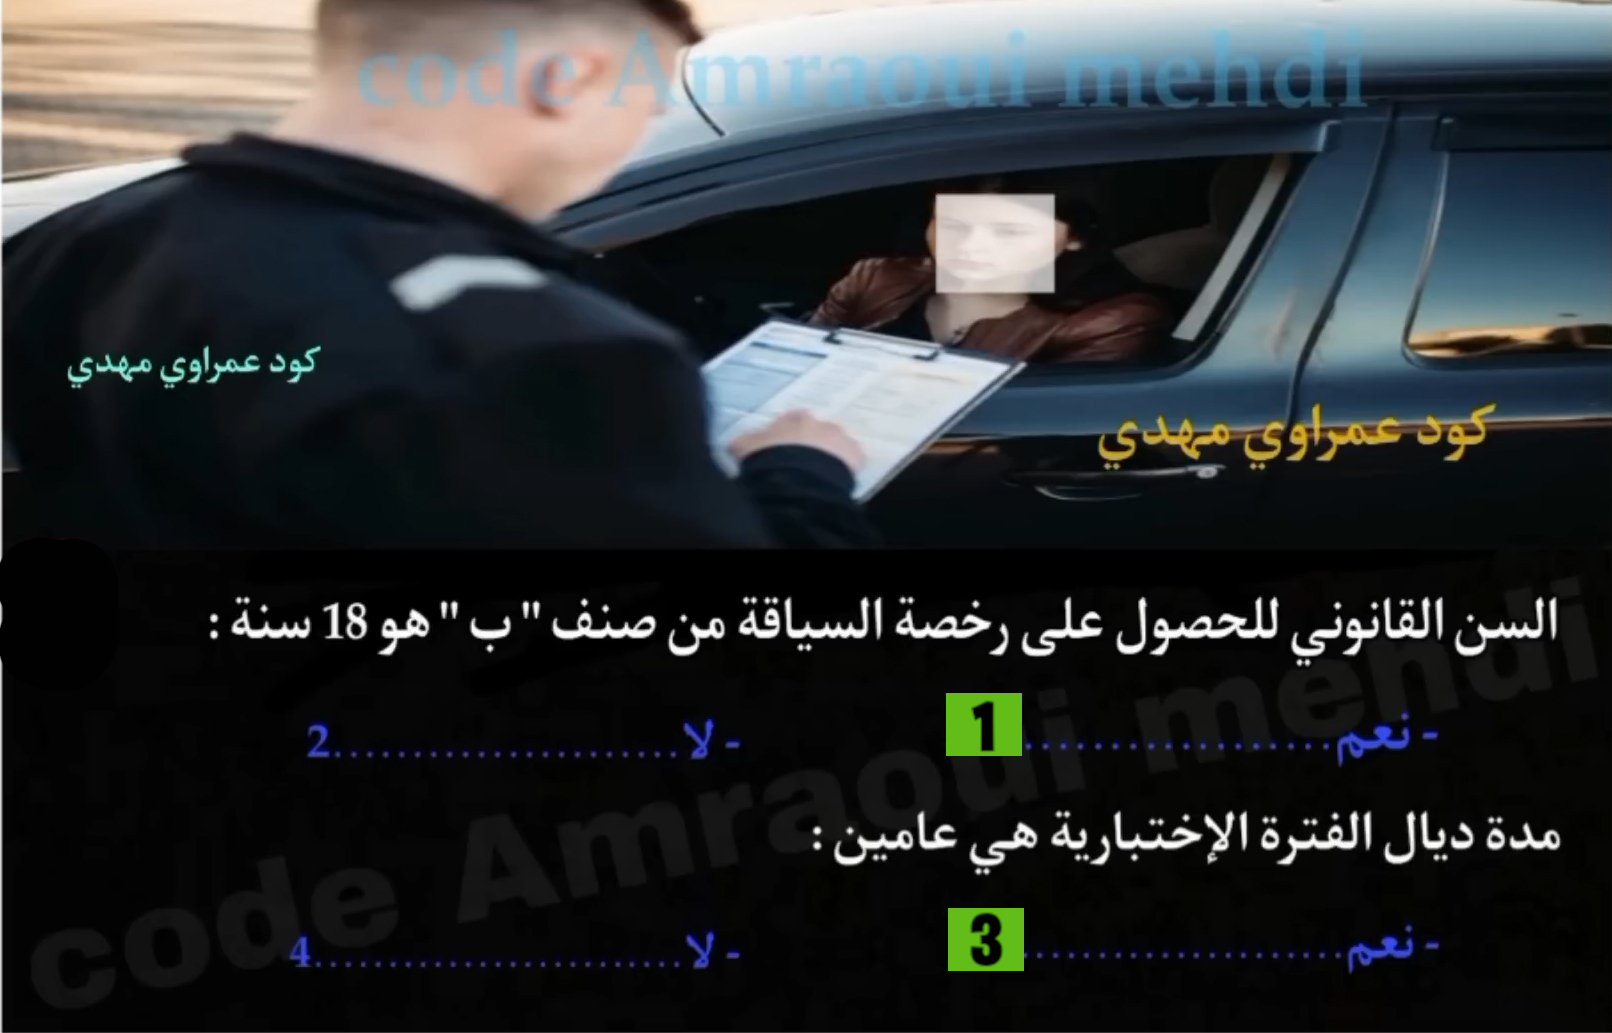 code Amraoui mehdi
كود عمراوي مهدي
كود عمراوي مهدي
السن القانوني للحصول على رخصة السياقة من صنف " ب " هو 18 سنة :
- نعم....................1 - لا......................2
مدة ديال الفترة الإختبارية هي عامين :
- نعم....................3 - لا........................4
code Amraoui mehdi